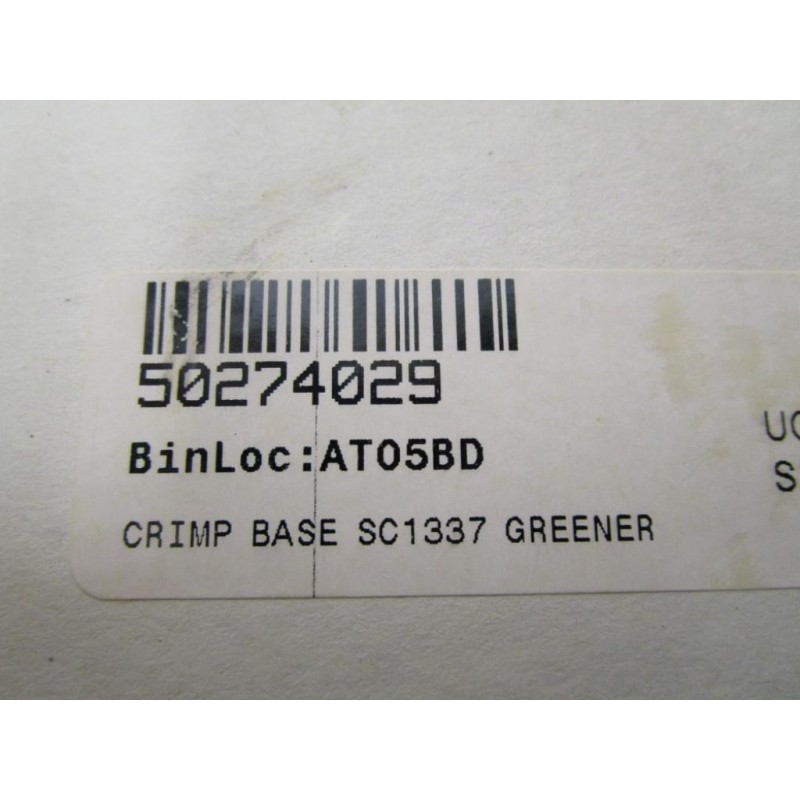 50274029
BinLoc:AT05BD
CRIMP BASE SC1337 GREENER